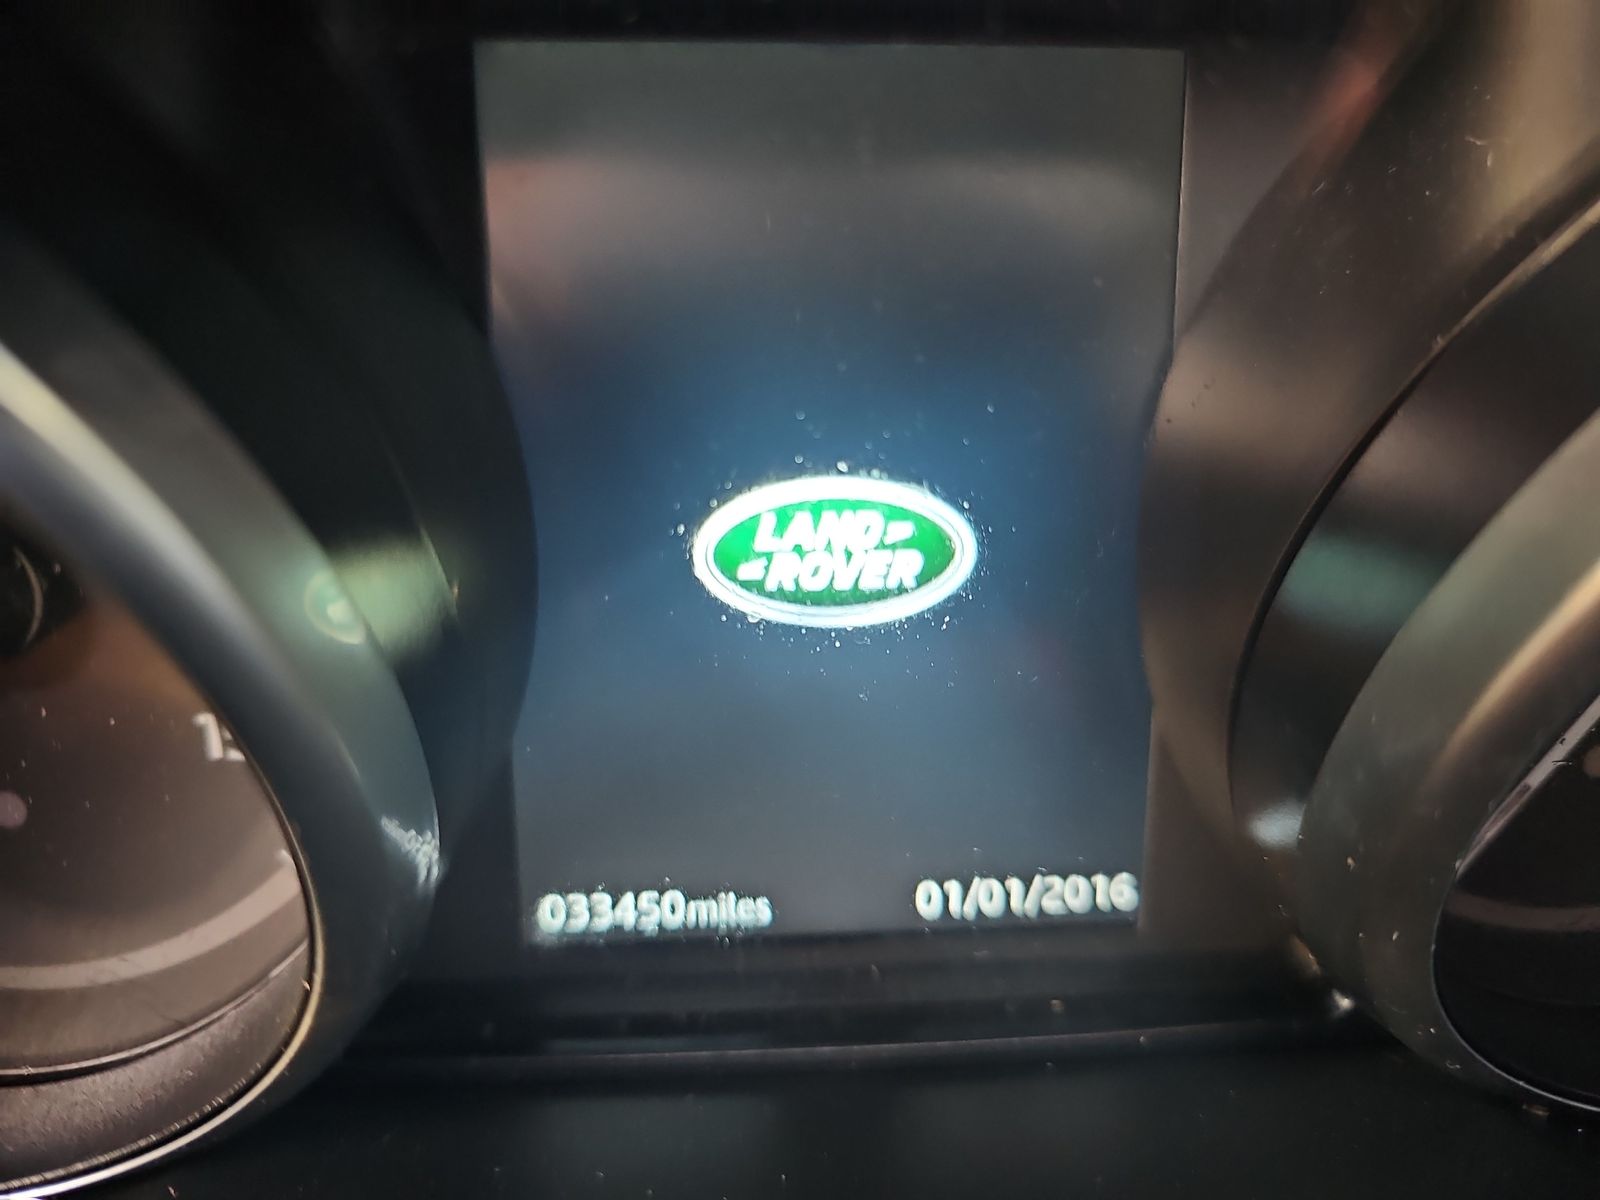 LAND
ROVER
033450miles
01/01/2016